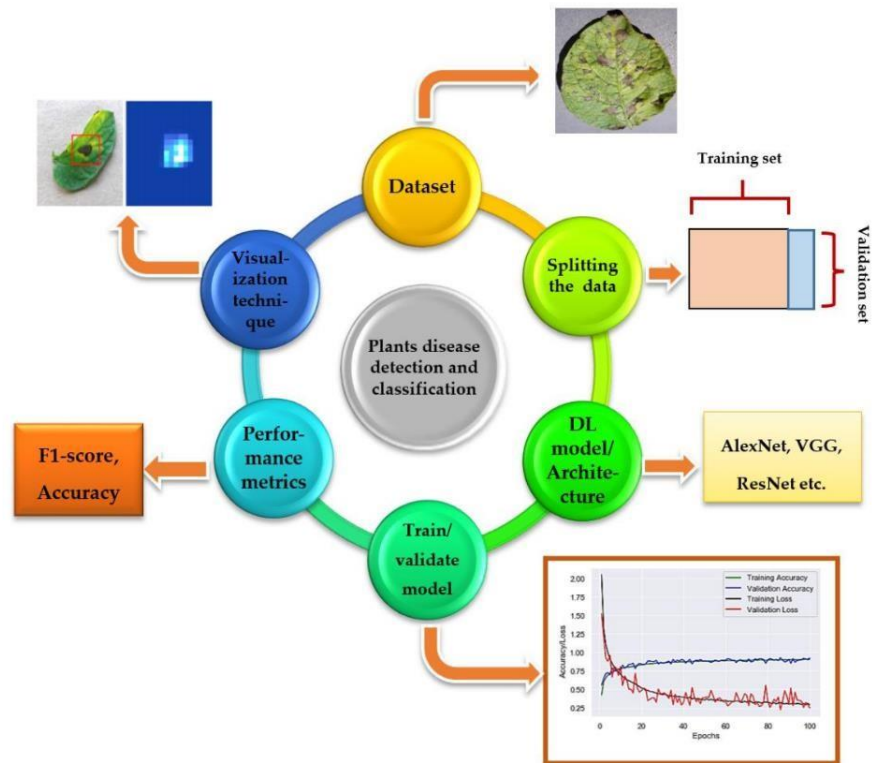 Dataset
Training set
Splitting
the data
Validation set
Visual-
ization
techni-
que
Plants disease
detection and
classification
Perfor-
mance
metrics
F1-score,
Accuracy
DL
model/
Archite-
cture
AlexNet, VGG,
ResNet etc.
Train/
validate
model
Training Accuracy
Validation Accuracy
Training Loss
Validation Loss
2.00
1.75
1.50
1.25
1.00
0.75
0.50
0.25
Accuracy/Loss
0
20
40
60
80
100
Epochs